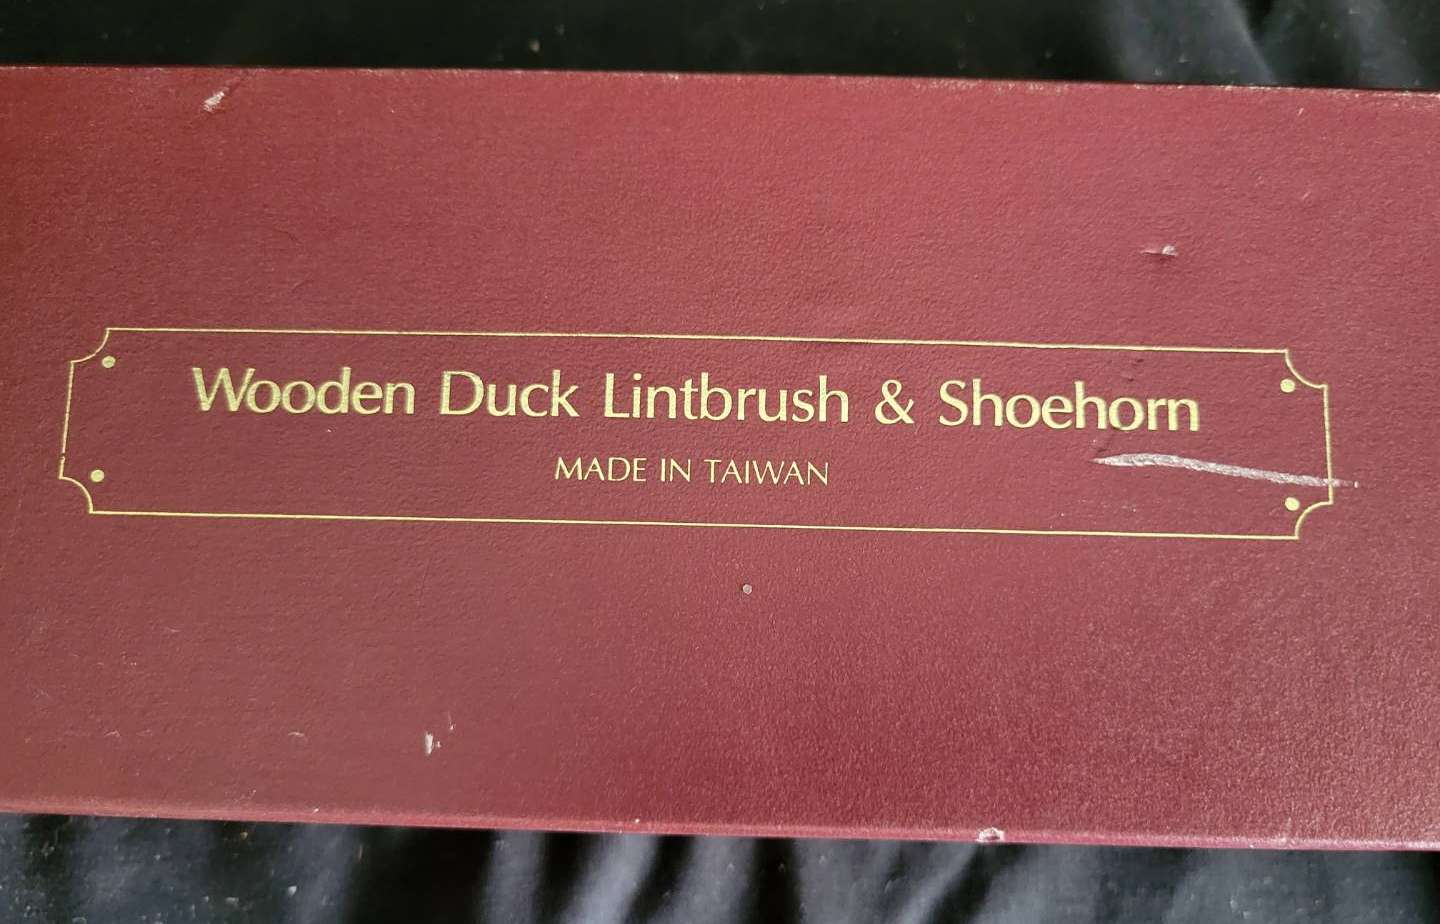 Wooden Duck Lintbrush & Shoehorn
MADE IN TAIWAN